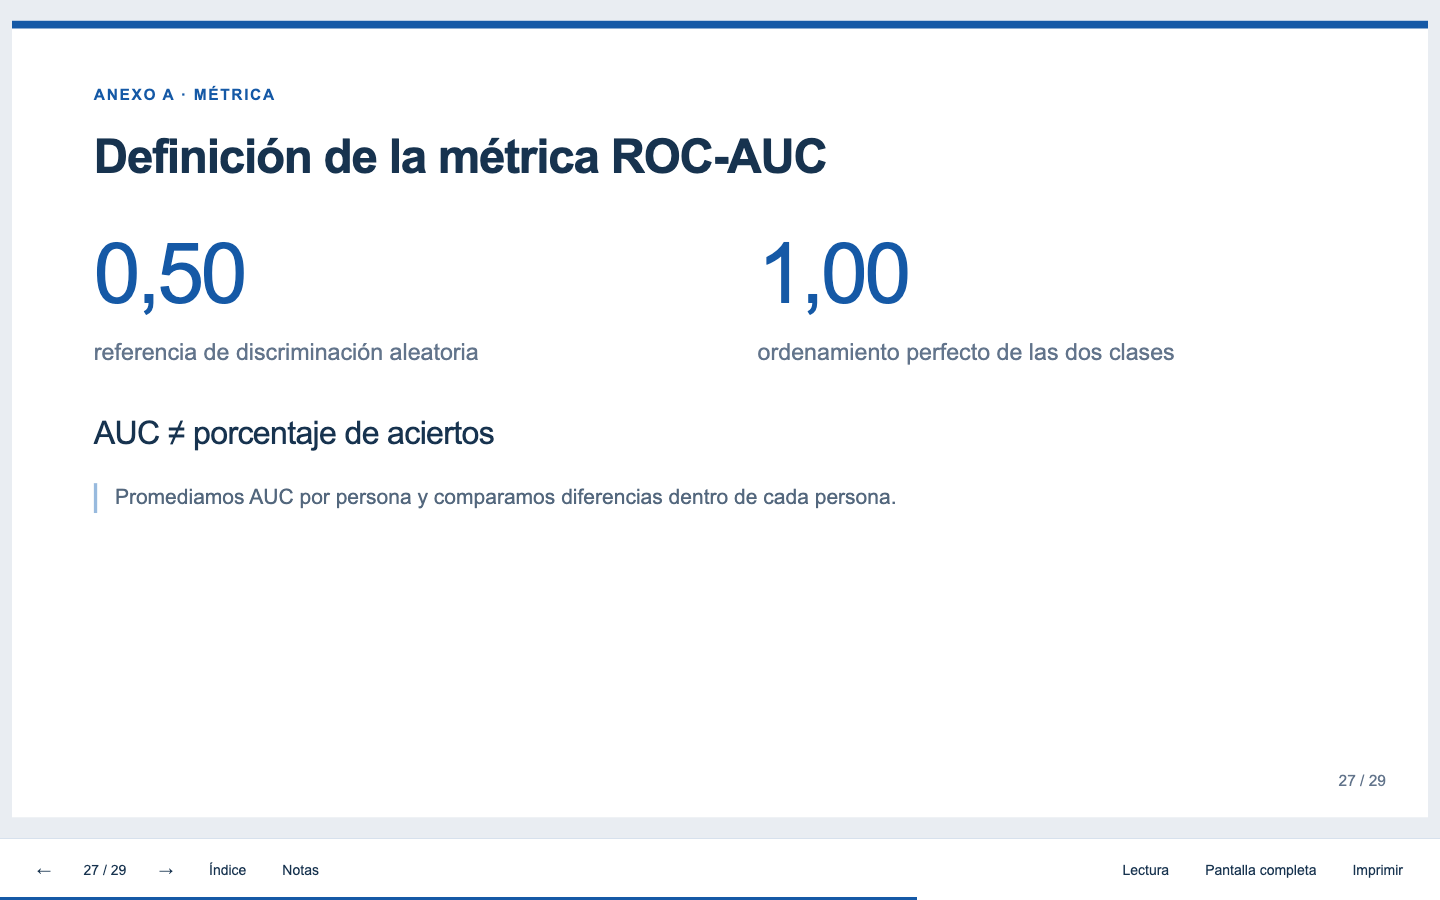 ANEXO A · MÉTRICA
Definición de la métrica ROC-AUC
0,50
referencia de discriminación aleatoria
1,00
ordenamiento perfecto de las dos clases
AUC ≠ porcentaje de aciertos
Promediamos AUC por persona y comparamos diferencias dentro de cada persona.
27 / 29
← 27 / 29 → Índice Notas Lectura Pantalla completa Imprimir